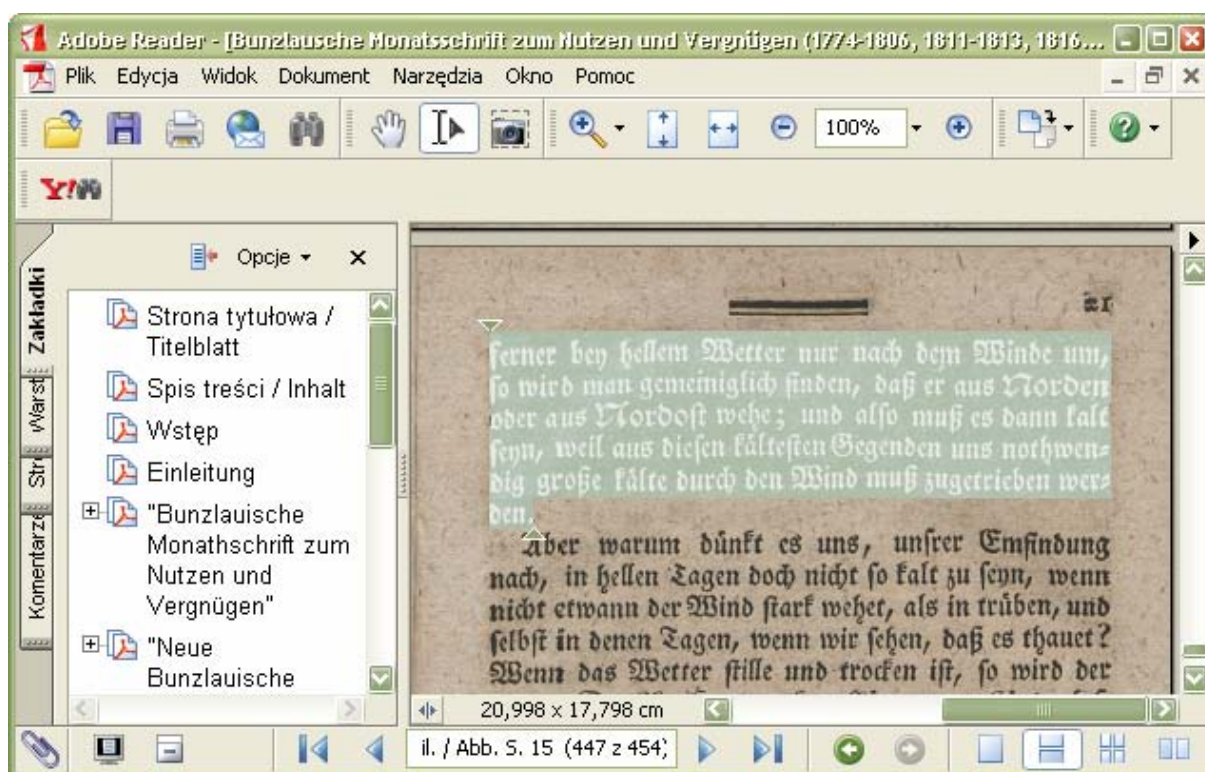 Adobe Reader - [Bunzlausche Monatsschrift zum Nutzen und Vergnügen (1774-1806, 1811-1813, 1816...
Plik Edycja Widok Dokument Narzędzia Okno Pomoc
100%
Y!
Zakładki
Warst
Str
Komentarze
Opcje
Strona tytułowa /
Titelblatt
Spis treści / Inhalt
Wstęp
Einleitung
"Bunzlauische
Monathschrift zum
Nutzen und
Vergnügen"
"Neue
Bunzlauische
21
ferner bey hellem Wetter nur nach dem Winde um,
so wird man gemeiniglich finden, daß er aus Norden
oder aus Nordost wehe; und also muß es dann kalt
seyn, weil aus diesen kältesten Gegenden uns nothwen=
dig große kälte durch den Wind muß zugetrieben wer=
den.
Aber warum dünkt es uns, unsrer Emfindung
nach, in hellen Tagen doch nicht so kalt zu seyn, wenn
nicht etwann der Wind stark wehet, als in trüben, und
selbst in denen Tagen, wenn wir sehen, daß es thauet?
Wenn das Wetter stille und trocken ist, so wird der
20,998 x 17,798 cm
il. / Abb. S. 15 (447 z 454)